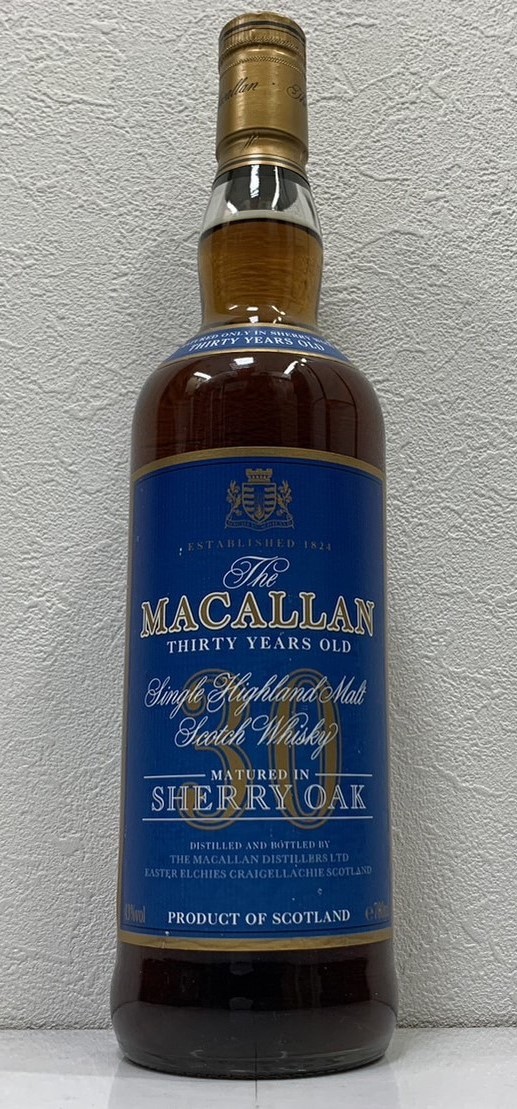 THIRTY YEARS OLD
ESTABLISHED 1824
The
MACALLAN
THIRTY YEARS OLD
30
Single Highland Malt
Scotch Whisky
MATURED IN
SHERRY OAK
DISTILLED AND BOTTLED BY
THE MACALLAN DISTILLERS LTD
EASTER ELCHIES CRAIGELLACHIE SCOTLAND
PRODUCT OF SCOTLAND